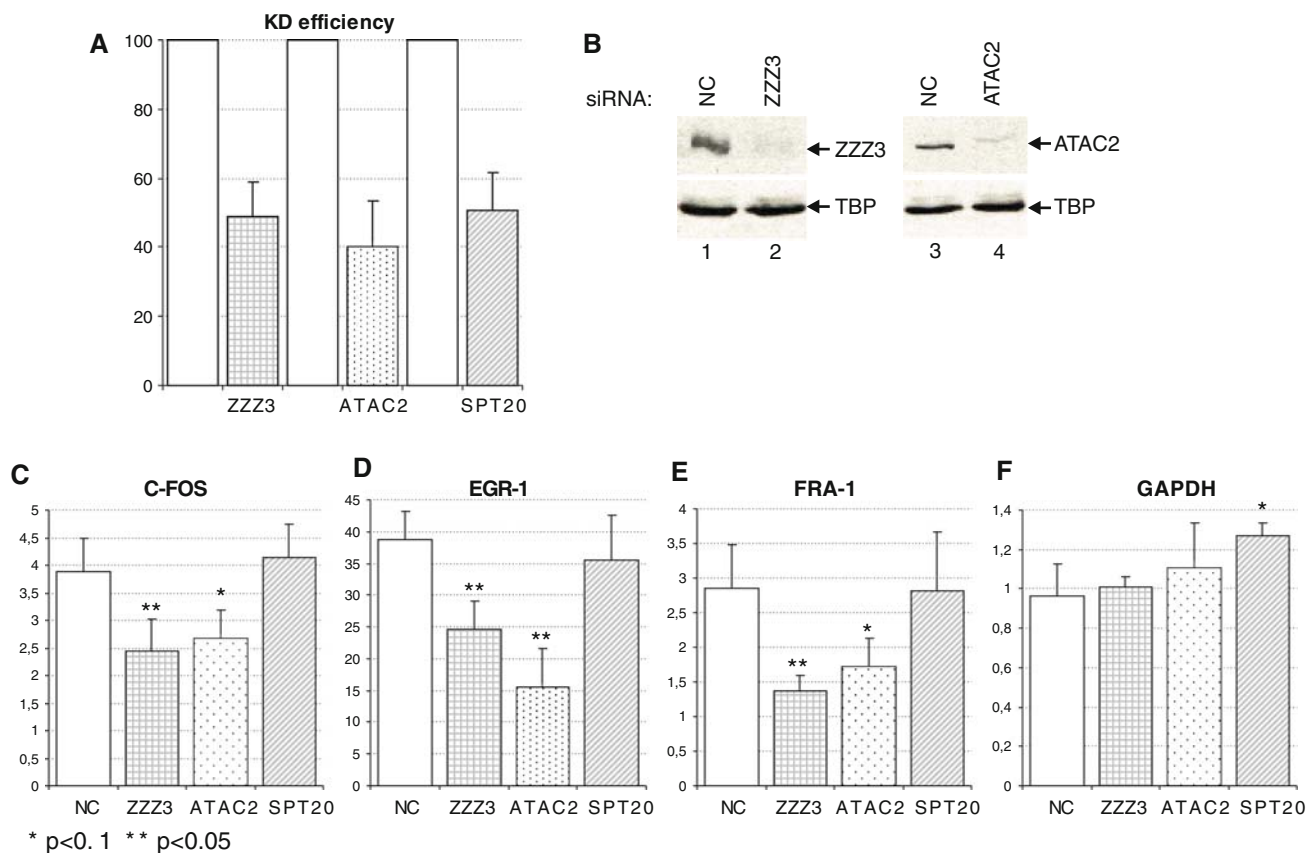 A
KD efficiency
100
80
60
40
20
0
ZZZ3 ATAC2 SPT20
B
siRNA: NC ZZZ3 NC ATAC2
ZZZ3 ATAC2
TBP TBP
1 2 3 4
C
C-FOS
5
4,5
4
3,5
3
2,5
2
1,5
1
0,5
0
NC ZZZ3 ATAC2 SPT20
** *
D
EGR-1
45
40
35
30
25
20
15
10
5
0
NC ZZZ3 ATAC2 SPT20
** **
E
FRA-1
4
3,5
3
2,5
2
1,5
1
0,5
0
NC ZZZ3 ATAC2 SPT20
** *
F
GAPDH
1,4
1,2
1
0,8
0,6
0,4
0,2
0
NC ZZZ3 ATAC2 SPT20
*
* p<0. 1 ** p<0.05